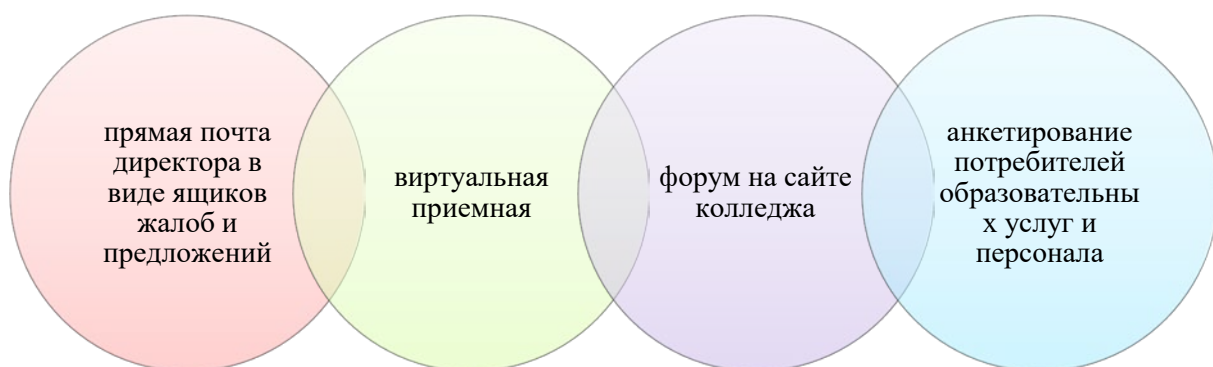 прямая почта
директора в
виде ящиков
жалоб и
предложений
виртуальная
приемная
форум на сайте
колледжа
анкетирование
потребителей
образовательны
х услуг и
персонала